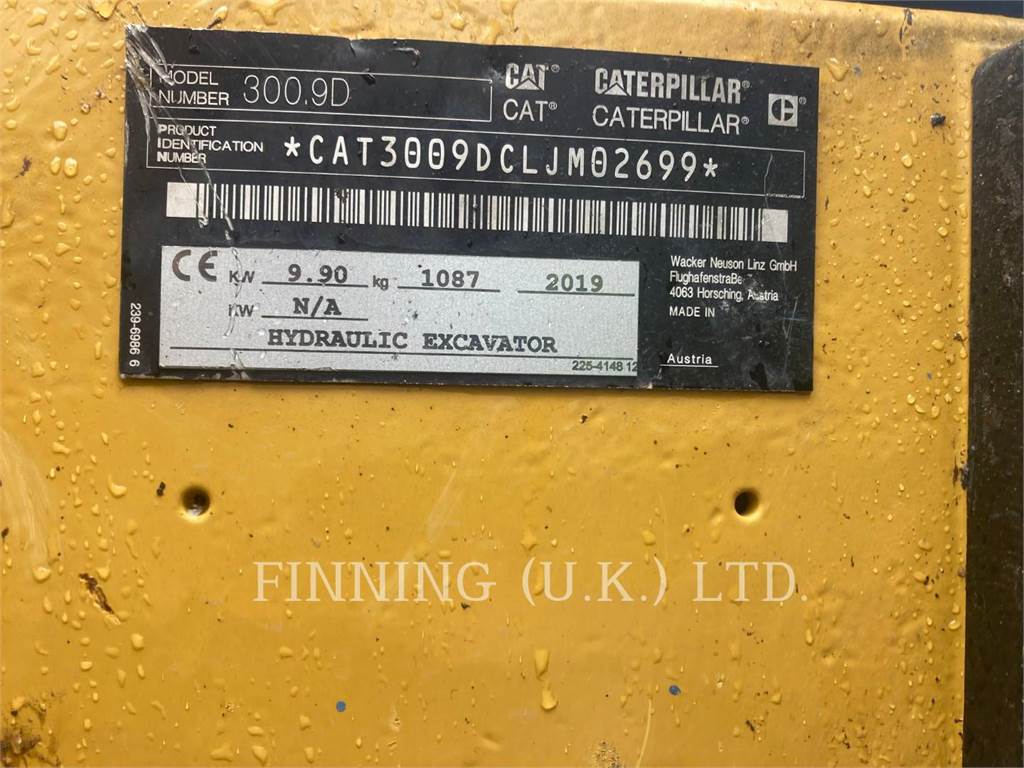 MODEL NUMBER 300.9D
CAT® CATERPILLAR®
CAT® CATERPILLAR®
PRODUCT IDENTIFICATION NUMBER *CAT3009DCLJM02699*
CE KW 9.90 kg 1087 2019
KW N/A
HYDRAULIC EXCAVATOR
225-4148 12
239-6986 6
Wacker Neuson Linz GmbH
Flughafenstraße
4063 Horsching, Austria
MADE IN
Austria
FINNING (U.K.) LTD.